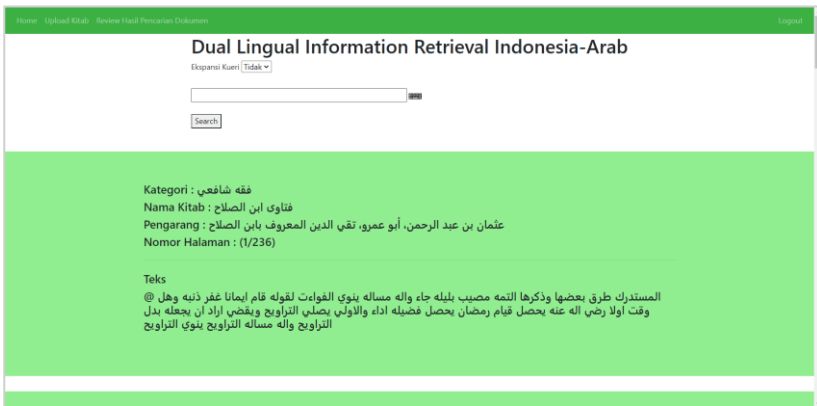 Home Upload Kitab Review Hasil Pencarian Dokumen Logout
Dual Lingual Information Retrieval Indonesia-Arab
Ekspansi Kueri Tidak
Search
Kategori : فقه شافعي
Nama Kitab : فتاوى ابن الصلاح
Pengarang : عثمان بن عبد الرحمن، أبو عمرو، تقي الدين المعروف بابن الصلاح
Nomor Halaman : (1/236)
Teks
@ المستدرك طرق بعضها وذكرها التمه مصيب بليله جاء واله مساله ينوي الفواءت لقوله قام ايمانا غفر ذنبه وهل
وقت اولا رضي اله عنه يحصل قيام رمضان يحصل فضيله اداء والاولي يصلي التراويح ويقضي اراد ان يجعله بدل
التراويح واله مساله التراويح ينوي التراويح